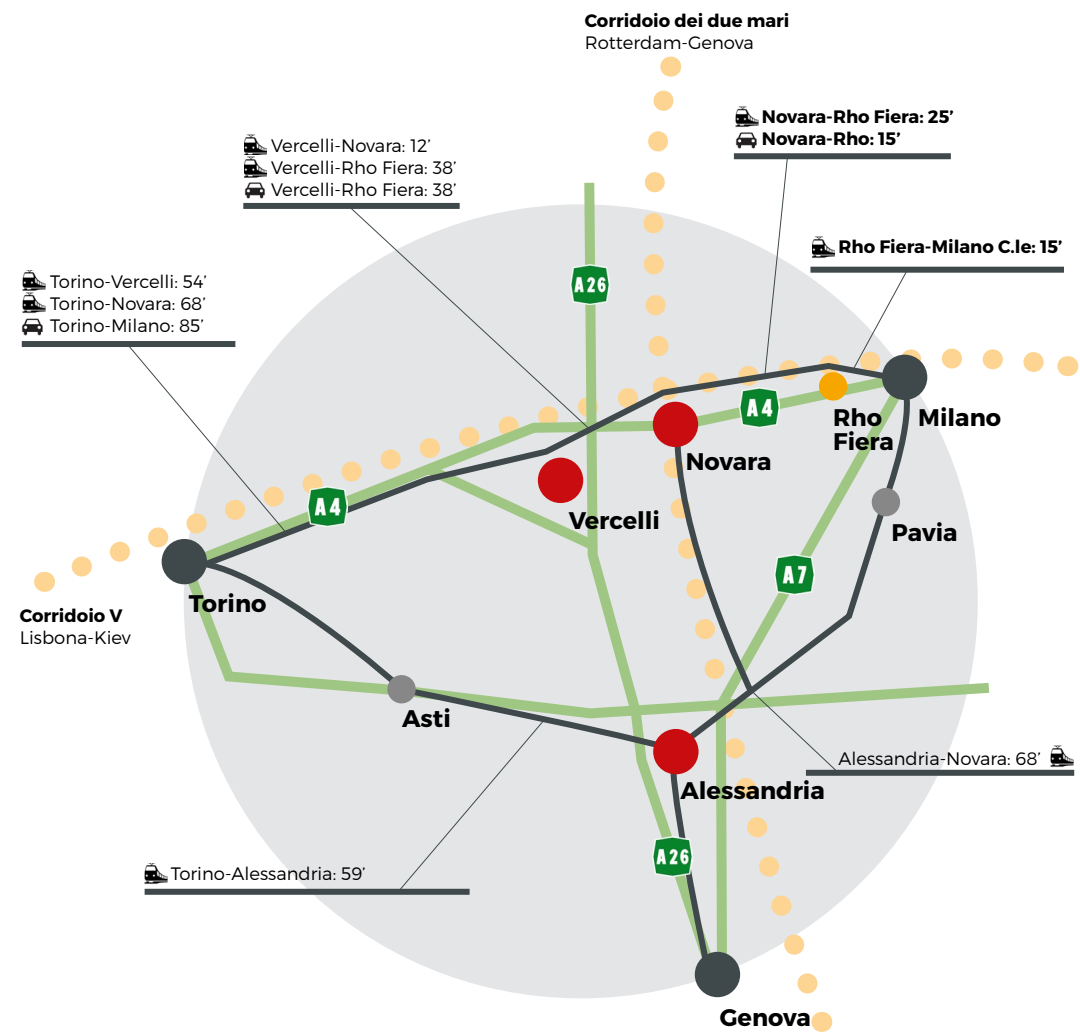 Corridoio dei due mari
Rotterdam-Genova
Novara-Rho Fiera: 25’
Novara-Rho: 15’
Vercelli-Novara: 12’
Vercelli-Rho Fiera: 38’
Vercelli-Rho Fiera: 38’
Rho Fiera-Milano C.le: 15’
Torino-Vercelli: 54’
Torino-Novara: 68’
Torino-Milano: 85’
A26
A4
Rho
Fiera
Milano
Novara
A4
Vercelli
Pavia
A7
Torino
Corridoio V
Lisbona-Kiev
Asti
Alessandria-Novara: 68’
Alessandria
A26
Torino-Alessandria: 59’
Genova